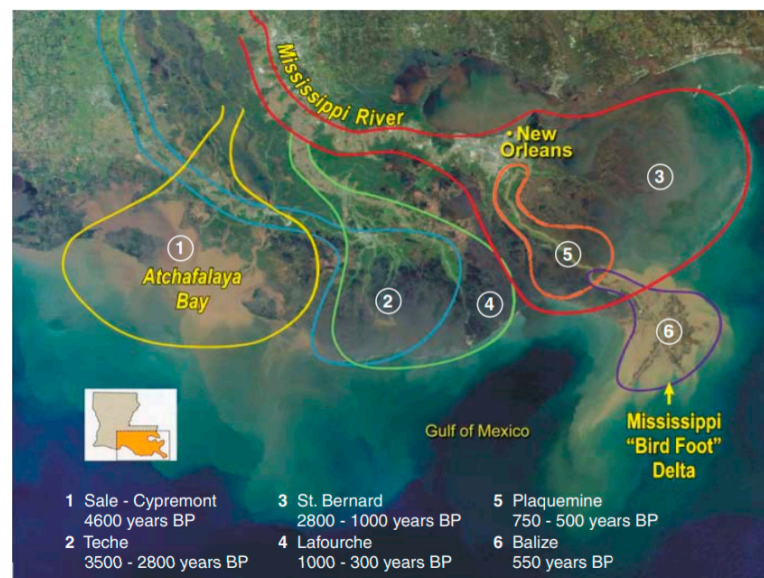 Mississippi River
• New
Orleans
3
1
Atchafalaya
Bay
5
2
4
6
Mississippi
"Bird Foot"
Delta
Gulf of Mexico
1 Sale - Cypremont
4600 years BP
2 Teche
3500 - 2800 years BP
3 St. Bernard
2800 - 1000 years BP
4 Lafourche
1000 - 300 years BP
5 Plaquemine
750 - 500 years BP
6 Balize
550 years BP